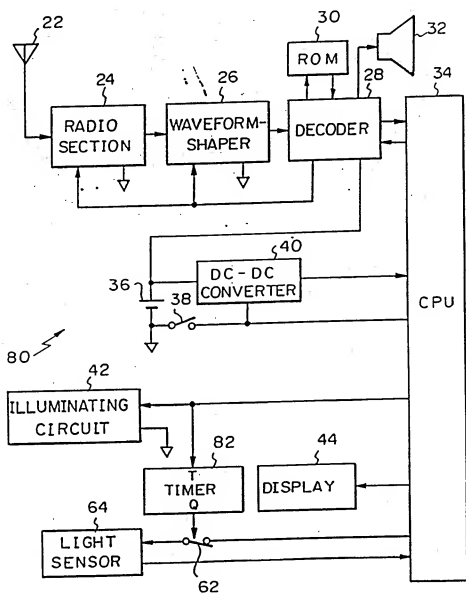 22
24
RADIO
SECTION
26
WAVEFORM-
SHAPER
30
ROM
28
DECODER
32
34
CPU
36
38
40
DC-DC
CONVERTER
80
42
ILLUMINATING
CIRCUIT
82
T
TIMER
Q
44
DISPLAY
64
LIGHT
SENSOR
62